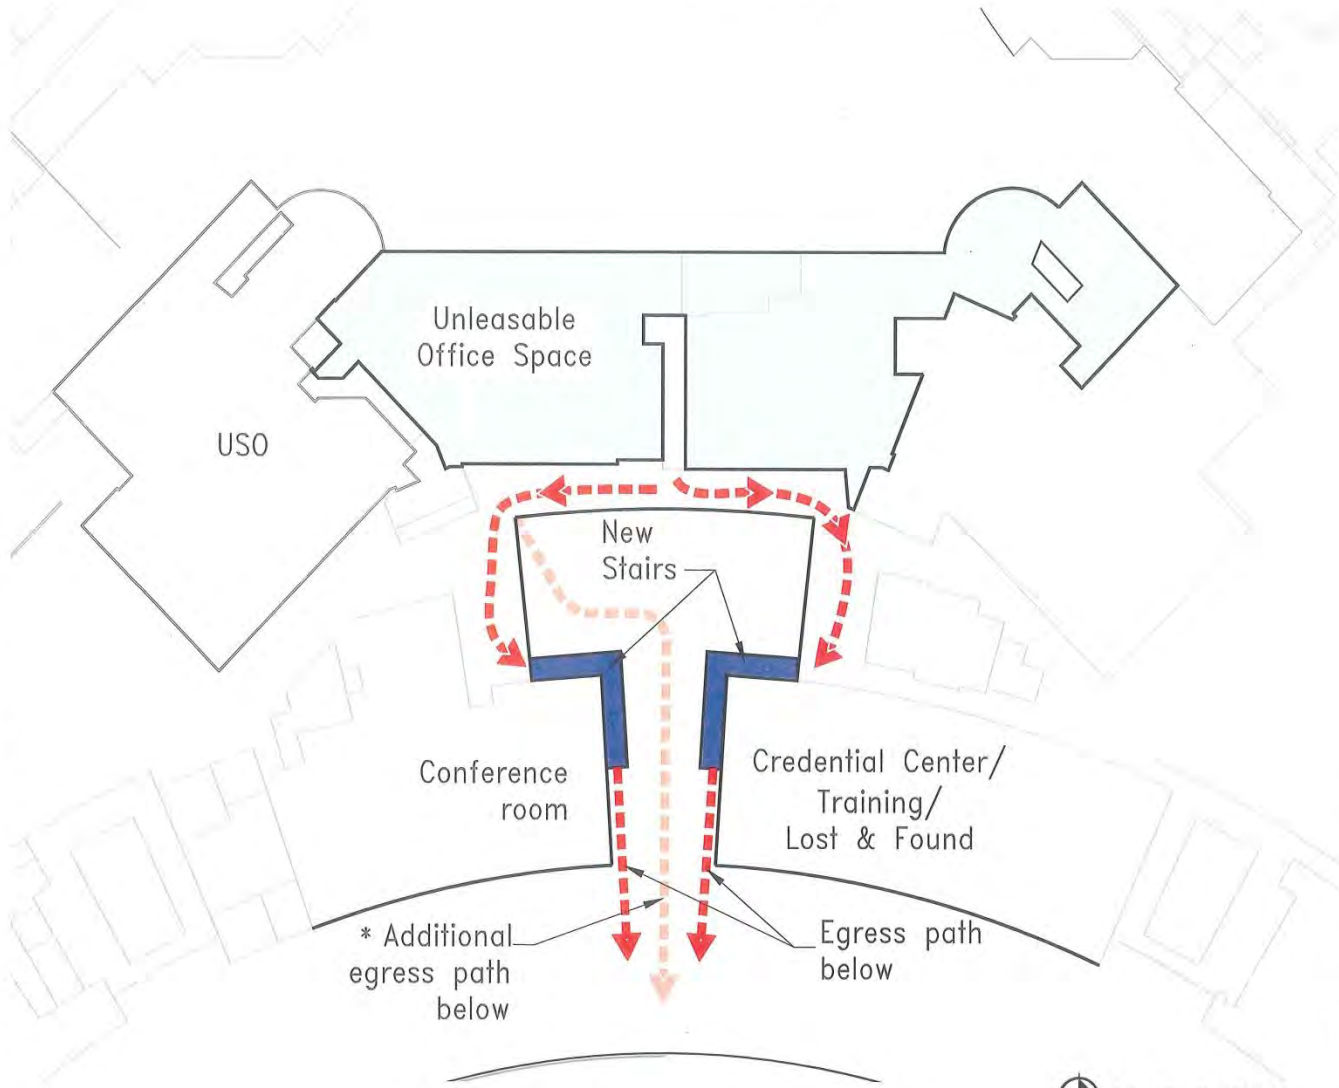 Unleasable
Office Space
USO
New
Stairs
Conference
room
Credential Center/
Training/
Lost & Found
* Additional
egress path
below
Egress path
below